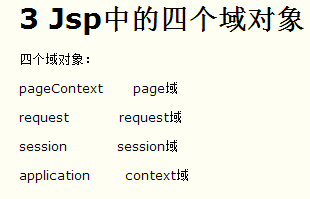 3 Jsp中的四个域对象
四个域对象：
pageContext page域
request request域
session session域
application context域